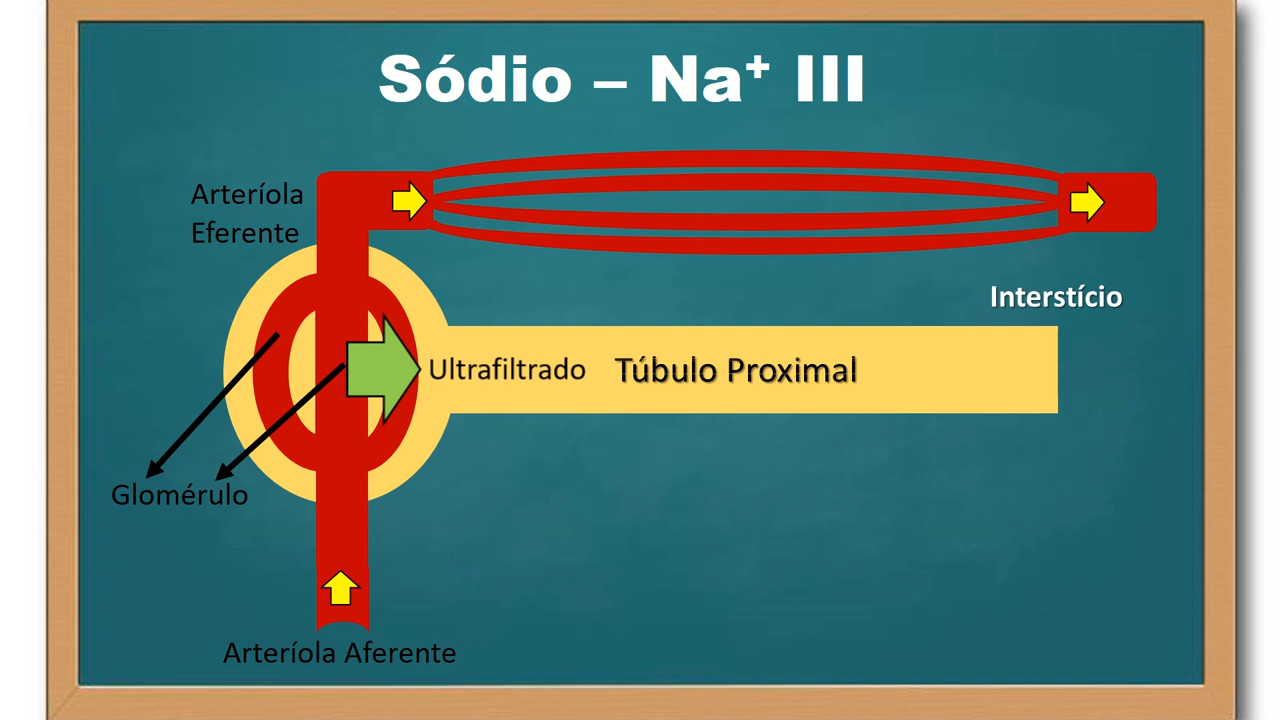 Sódio – Na⁺ III
Arteríola
Eferente
Interstício
Ultrafiltrado
Túbulo Proximal
Glomérulo
Arteríola Aferente